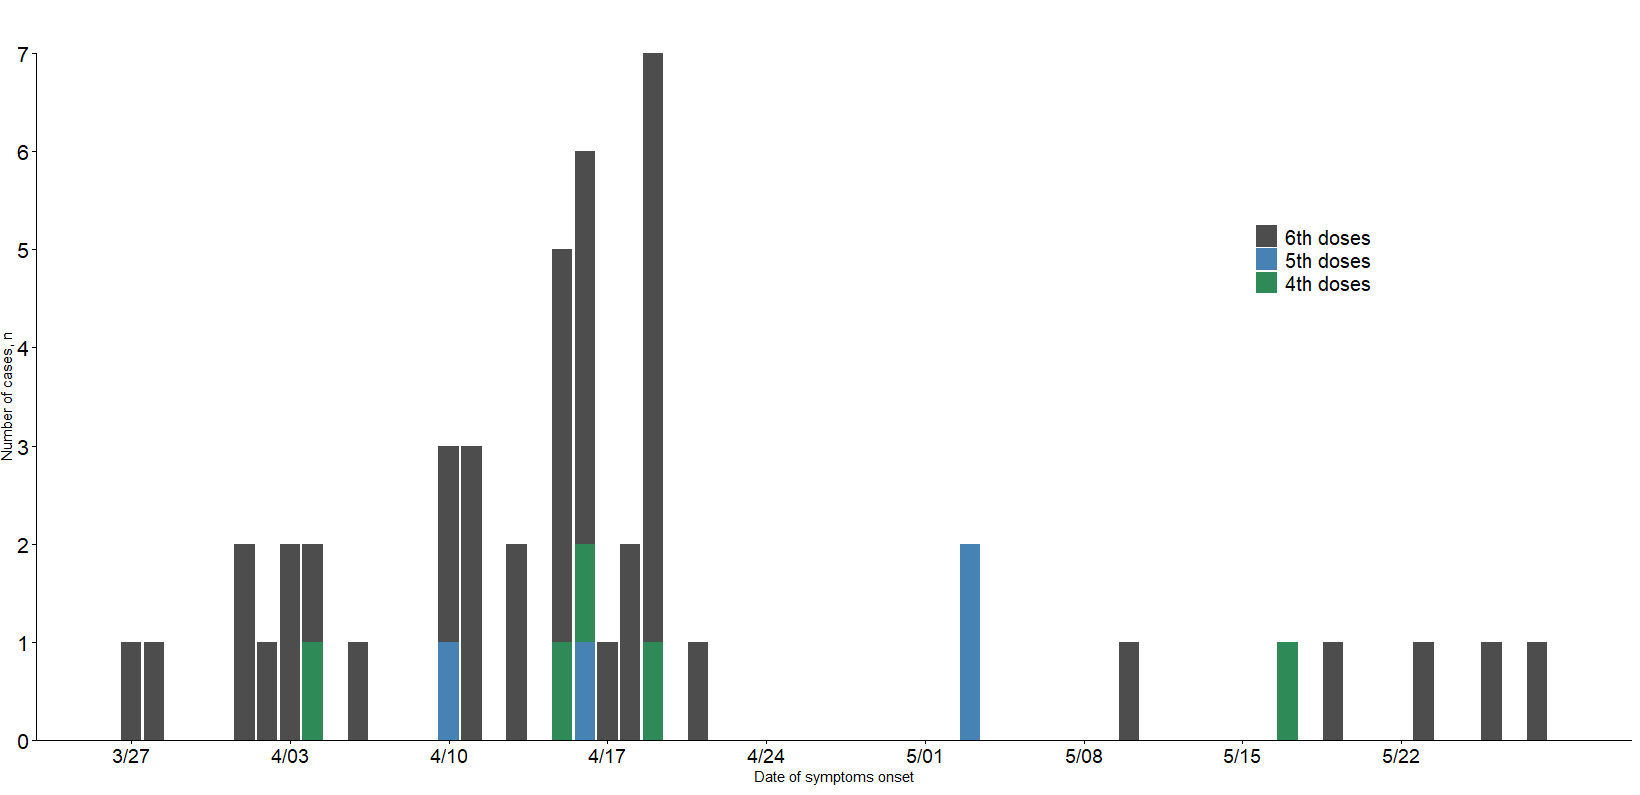 7
6
5
4
3
2
1
0
Number of cases, n
6th doses
5th doses
4th doses
3/27 4/03 4/10 4/17 4/24 5/01 5/08 5/15 5/22
Date of symptoms onset